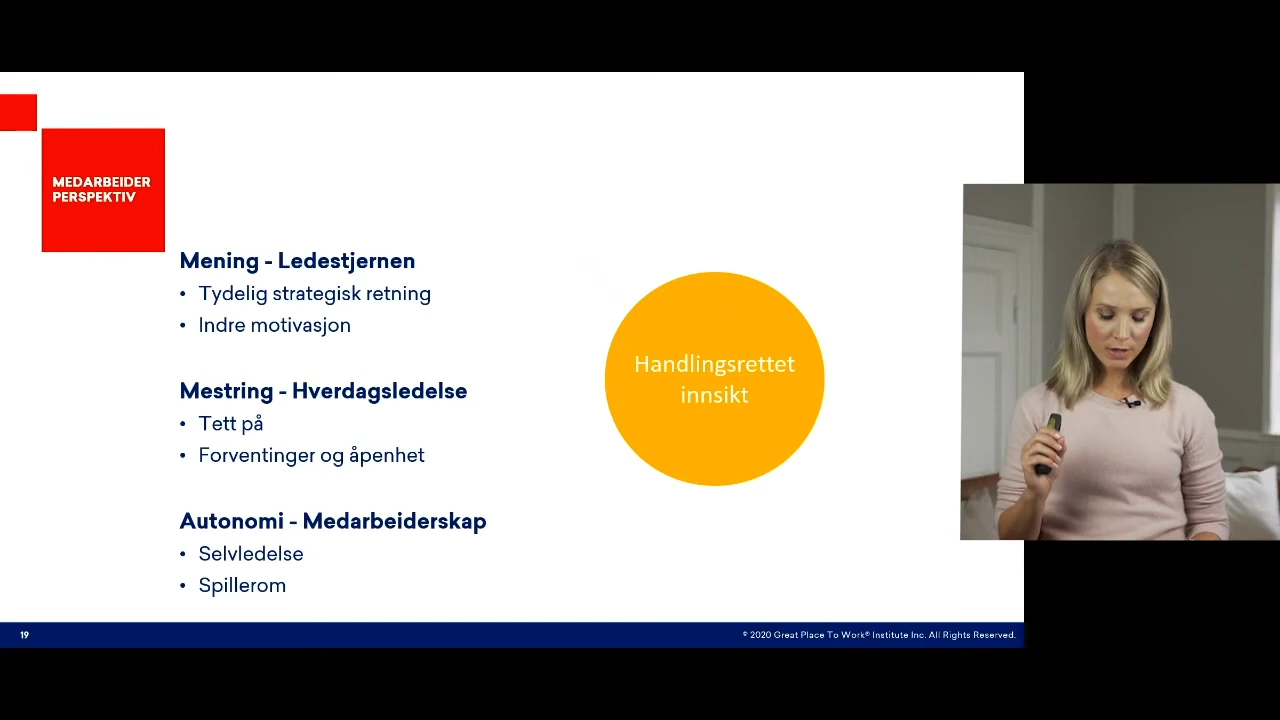 MEDARBEIDER
PERSPEKTIV
Mening - Ledestjernen
• Tydelig strategisk retning
• Indre motivasjon
Mestring - Hverdagsledelse
• Tett på
• Forventinger og åpenhet
Autonomi - Medarbeiderskap
• Selvledelse
• Spillerom
Handlingsrettet
innsikt
19
© 2020 Great Place To Work® Institute Inc. All Rights Reserved.